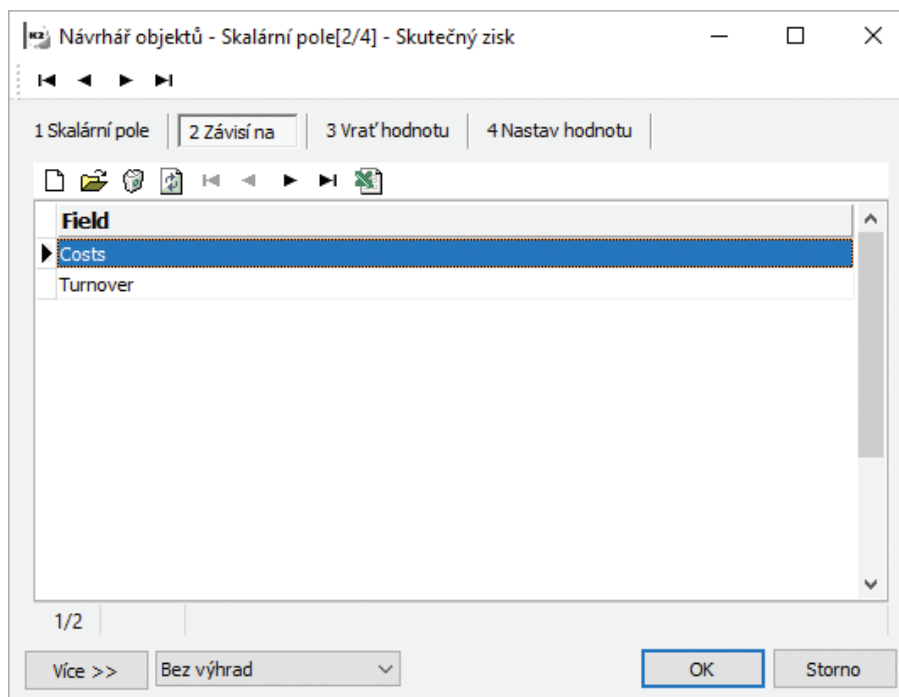 K2 Návrhář objektů - Skalární pole[2/4] - Skutečný zisk
1 Skalární pole 2 Závisí na 3 Vrať hodnotu 4 Nastav hodnotu
Field
Costs
Turnover
1/2
Více >> Bez výhrad OK Storno